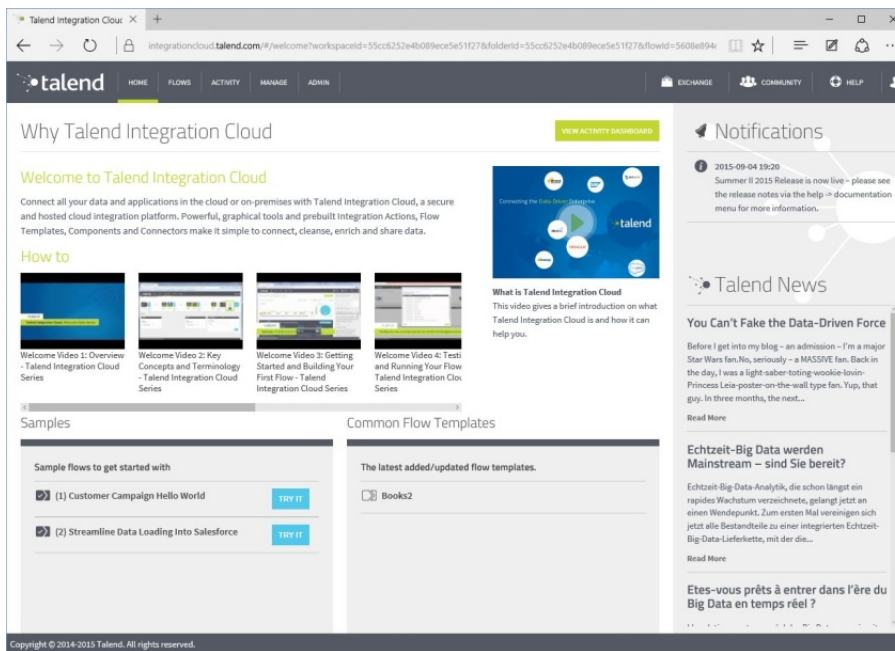 Talend Integration Clouc
integrationcloud.talend.com/#/welcome?workspaceId=55cc6252e4b089ece5e51f27&folderId=55cc6252e4b089ece5e51f27&flowId=5608e894
talend
HOME
FLOWS
ACTIVITY
MANAGE
ADMIN
EXCHANGE
COMMUNITY
HELP
Why Talend Integration Cloud
VIEW ACTIVITY DASHBOARD
Welcome to Talend Integration Cloud
Connect all your data and applications in the cloud or on-premises with Talend Integration Cloud, a secure
and hosted cloud integration platform. Powerful, graphical tools and prebuilt Integration Actions, Flow
Templates, Components and Connectors make it simple to connect, cleanse, enrich and share data.
How to
Welcome Video 1: Overview
- Talend Integration Cloud
Series
Welcome Video 2: Key
Concepts and Terminology
- Talend Integration Cloud
Series
Welcome Video 3: Getting
Started and Building Your
First Flow - Talend
Integration Cloud Series
Welcome Video 4: Testi
and Running Your Flow
Talend Integration Clou
Series
Connecting the Data-Driven Enterprise
talend
What is Talend Integration Cloud
This video gives a brief introduction on what
Talend Integration Cloud is and how it can
help you.
Samples
Sample flows to get started with
(1) Customer Campaign Hello World
TRY IT
(2) Streamline Data Loading Into Salesforce
TRY IT
Common Flow Templates
The latest added/updated flow templates.
Books2
Notifications
2015-09-04 19:20
Summer II 2015 Release is now live – please see
the release notes via the help -> documentation
menu for more information.
Talend News
You Can't Fake the Data-Driven Force
Before I get into my blog – an admission – I'm a major
Star Wars fan.No, seriously – a MASSIVE fan. Back in
the day, I was a light-saber-toting-wookie-lovin-
Princess Leia-poster-on-the-wall type fan. Yup, that
guy. In three months, the next...
Read More
Echtzeit-Big Data werden
Mainstream – sind Sie bereit?
Echtzeit-Big-Data-Analytik, die schon längst ein
rapides Wachstum verzeichnete, gelangt jetzt an
einen Wendepunkt. Zum ersten Mal vereinigen sich
jetzt alle Bestandteile zu einer integrierten Echtzeit-
Big-Data-Lieferkette, mit der die...
Read More
Etes-vous prêts à entrer dans l'ère du
Big Data en temps réel ?
Copyright © 2014-2015 Talend. All rights reserved.